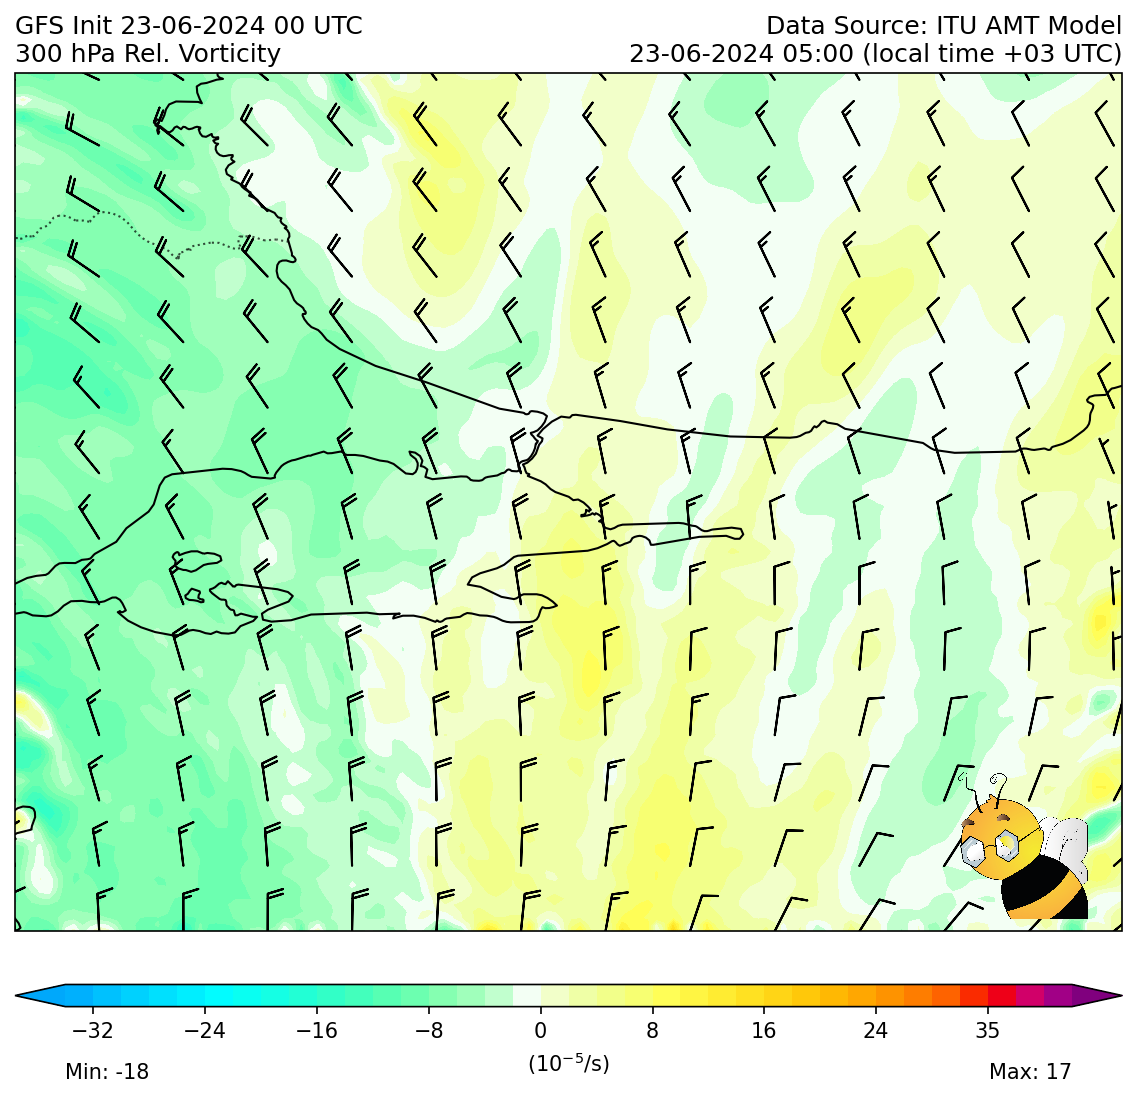 GFS Init 23-06-2024 00 UTC
Data Source: ITU AMT Model
300 hPa Rel. Vorticity
23-06-2024 05:00 (local time +03 UTC)
−32 −24 −16 −8 0 8 16 24 35
(10⁻⁵/s)
Min: -18
Max: 17